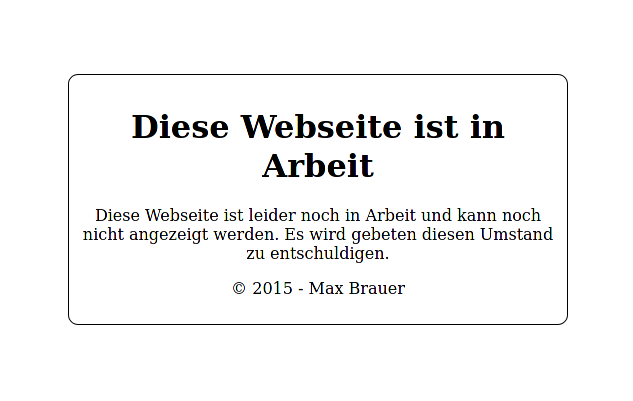 Diese Webseite ist in
Arbeit
Diese Webseite ist leider noch in Arbeit und kann noch
nicht angezeigt werden. Es wird gebeten diesen Umstand
zu entschuldigen.
© 2015 - Max Brauer